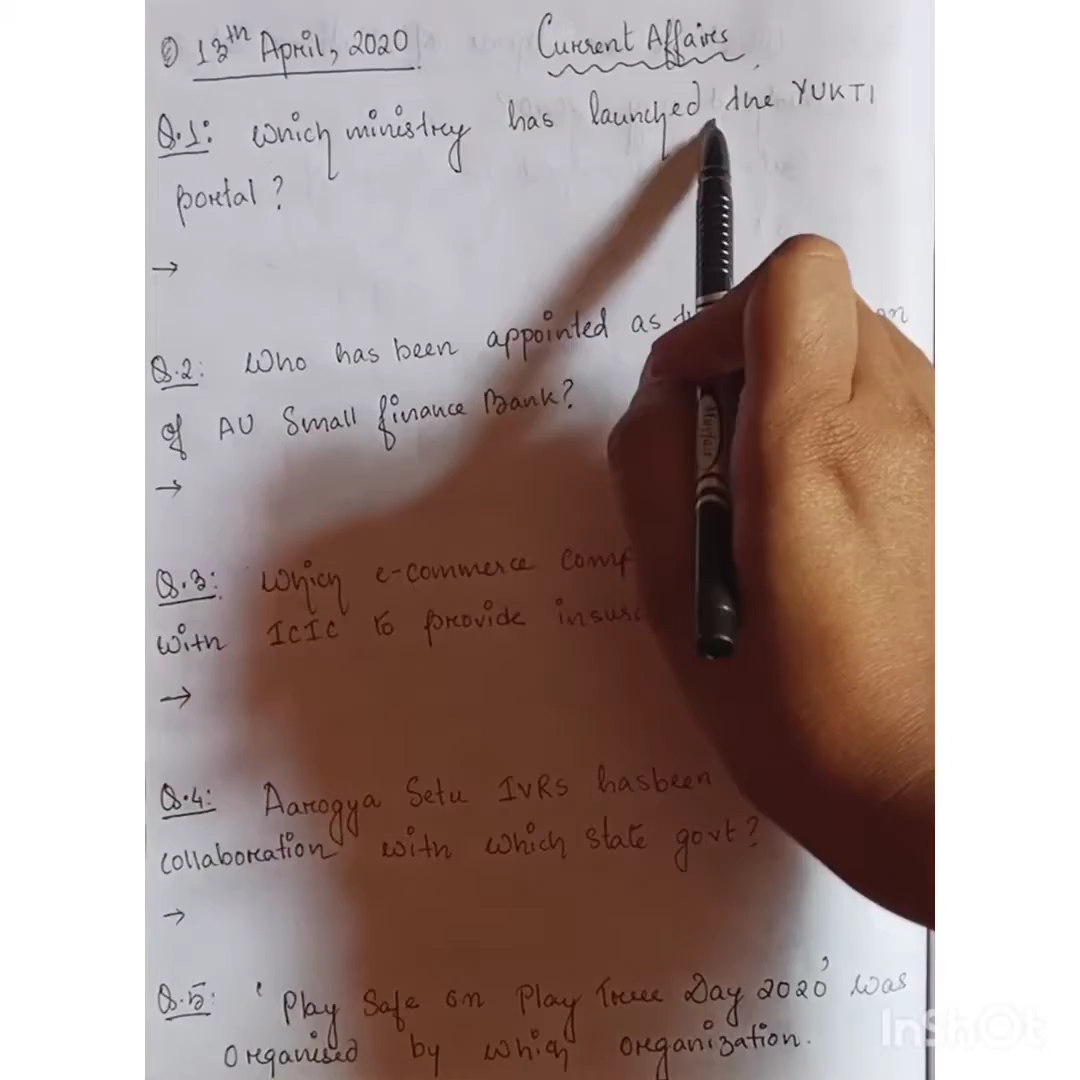 13th April, 2020
Current Affairs
Q.1: Which ministry has launched the YUKTI
portal?
→
Q.2: Who has been appointed as
of AU Small finance Bank?
→
Q.3: Which e-commerce
with ICIC to provide
→
Q.4: Aarogya Setu IVRS hasbeen
collaboration with which state govt?
→
Q.5: 'Play Safe on Play True Day 2020' was
organised by which organization.
InShOt